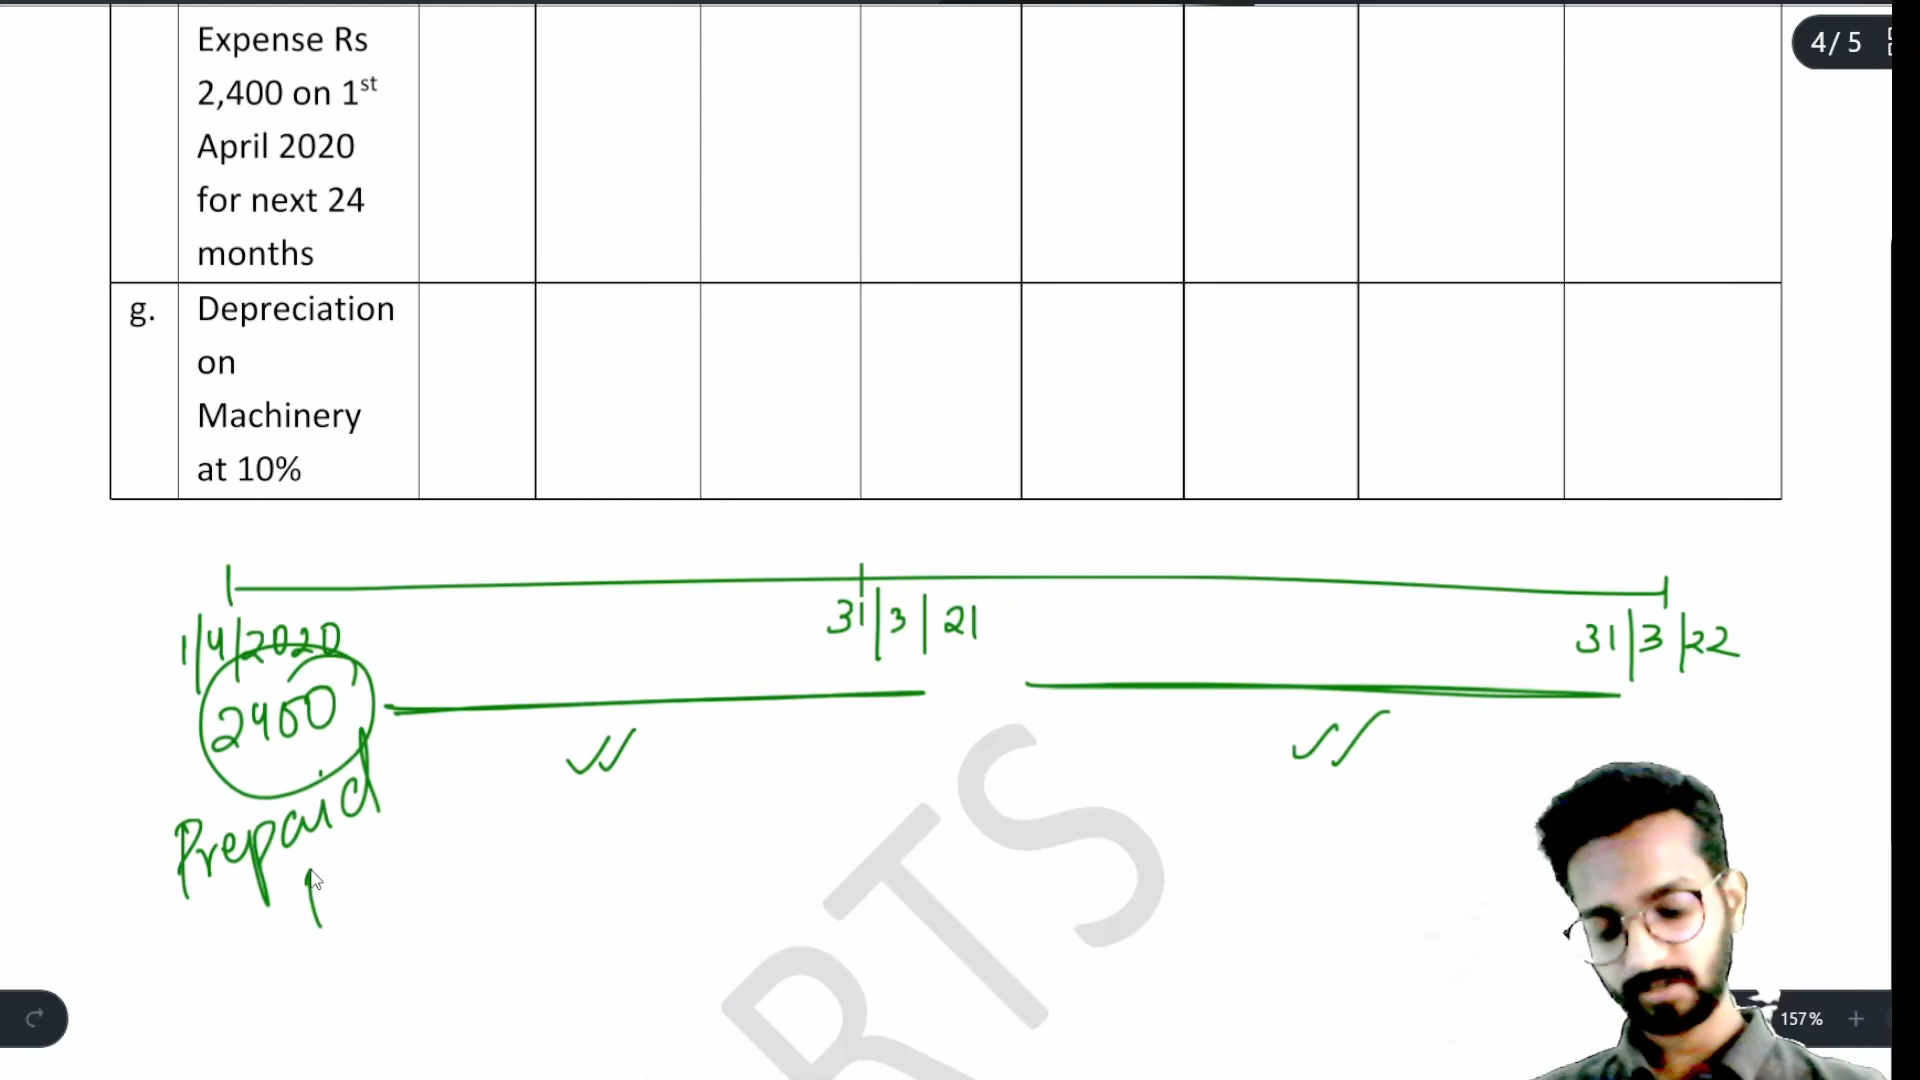 4/5
Expense Rs
2,400 on 1st
April 2020
for next 24
months
g. Depreciation
on
Machinery
at 10%
1/4/2020
31/3/21
31/3/22
2400
Prepaid
RTS
157% +